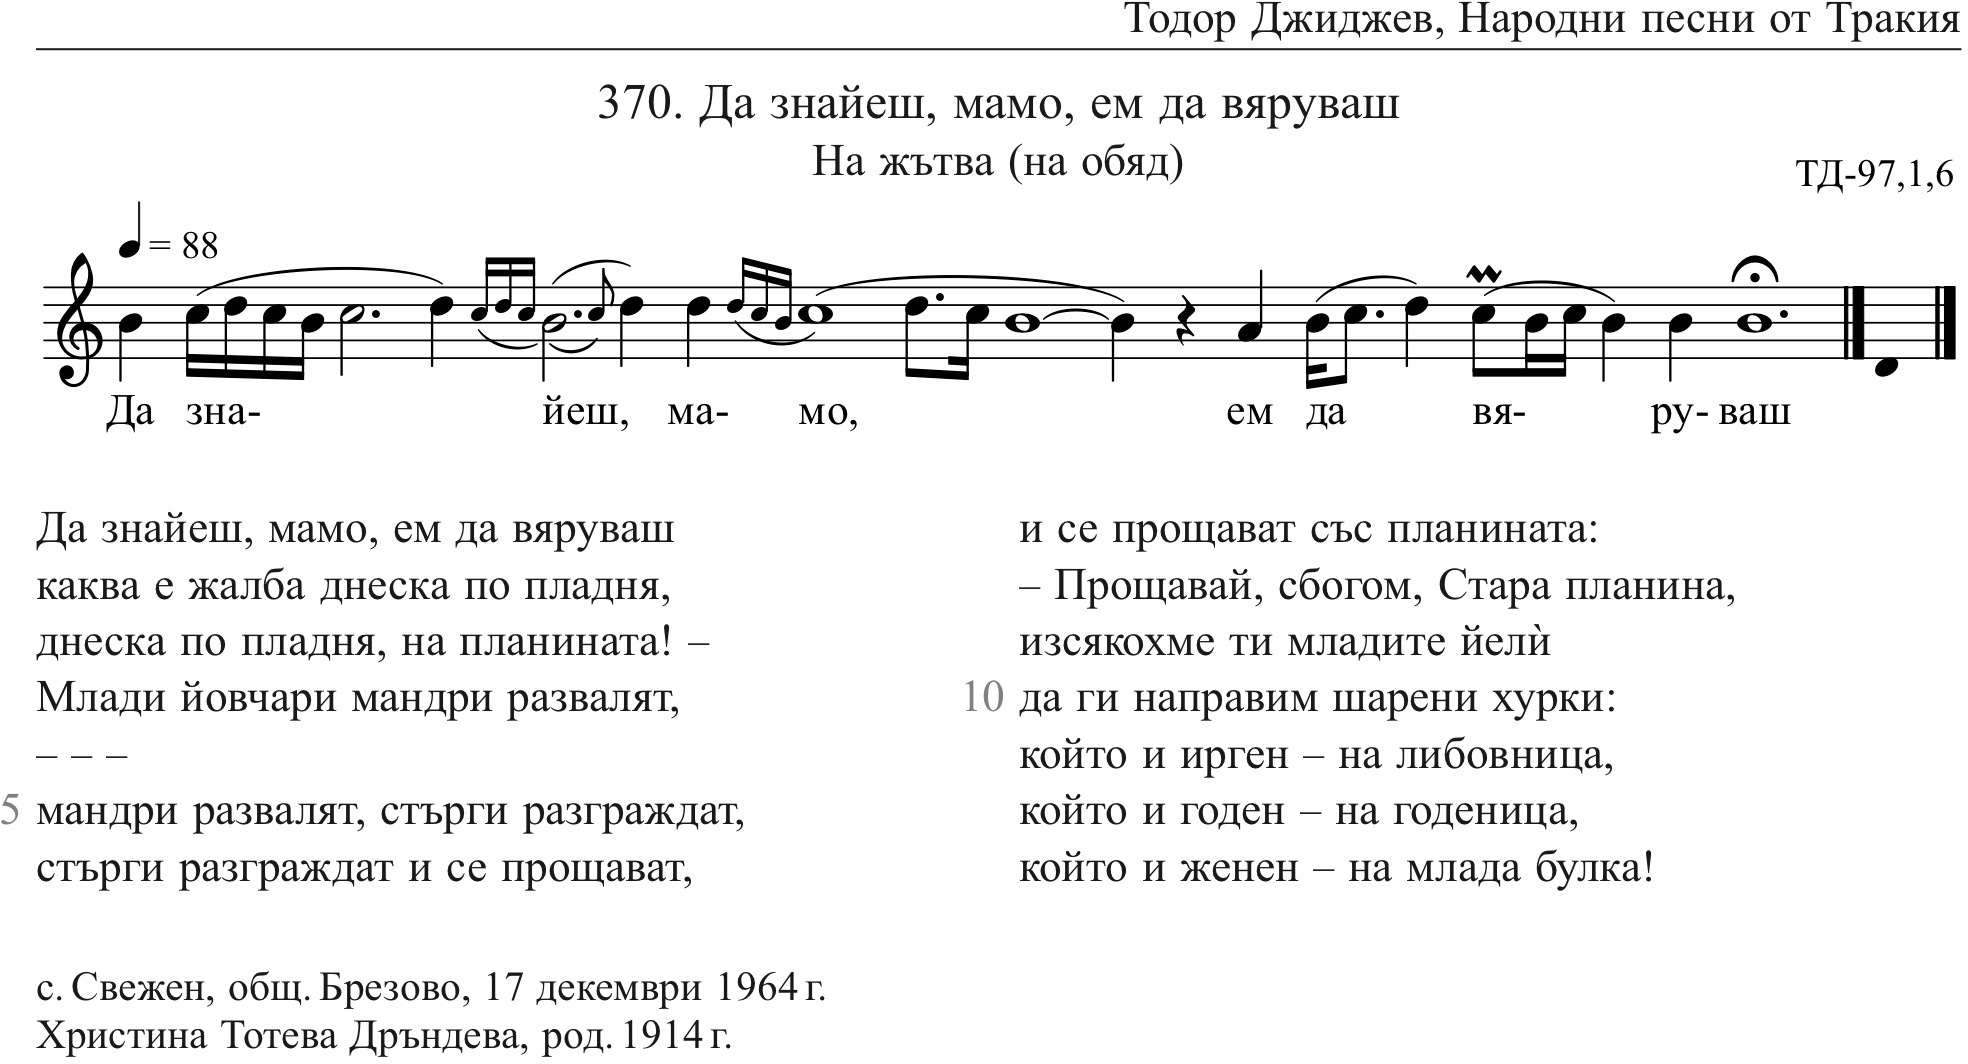 Тодор Джиджев, Народни песни от Тракия
370. Да знайеш, мамо, ем да вяруваш
На жътва (на обяд)
ТД-97,1,6
= 88
Да зна- йеш, ма- мо, ем да вя- ру- ваш
Да знайеш, мамо, ем да вяруваш
каква е жалба днеска по пладня,
днеска по пладня, на планината! –
Млади йовчари мандри развалят,
– – –
5 мандри развалят, стърги разграждат,
стърги разграждат и се прощават,
и се прощават със планината:
– Прощавай, сбогом, Стара планина,
изсякохме ти младите йелѝ
10 да ги направим шарени хурки:
който и ирген – на либовница,
който и годен – на годеница,
който и женен – на млада булка!
с. Свежен, общ. Брезово, 17 декември 1964 г.
Христина Тотева Дръндева, род. 1914 г.